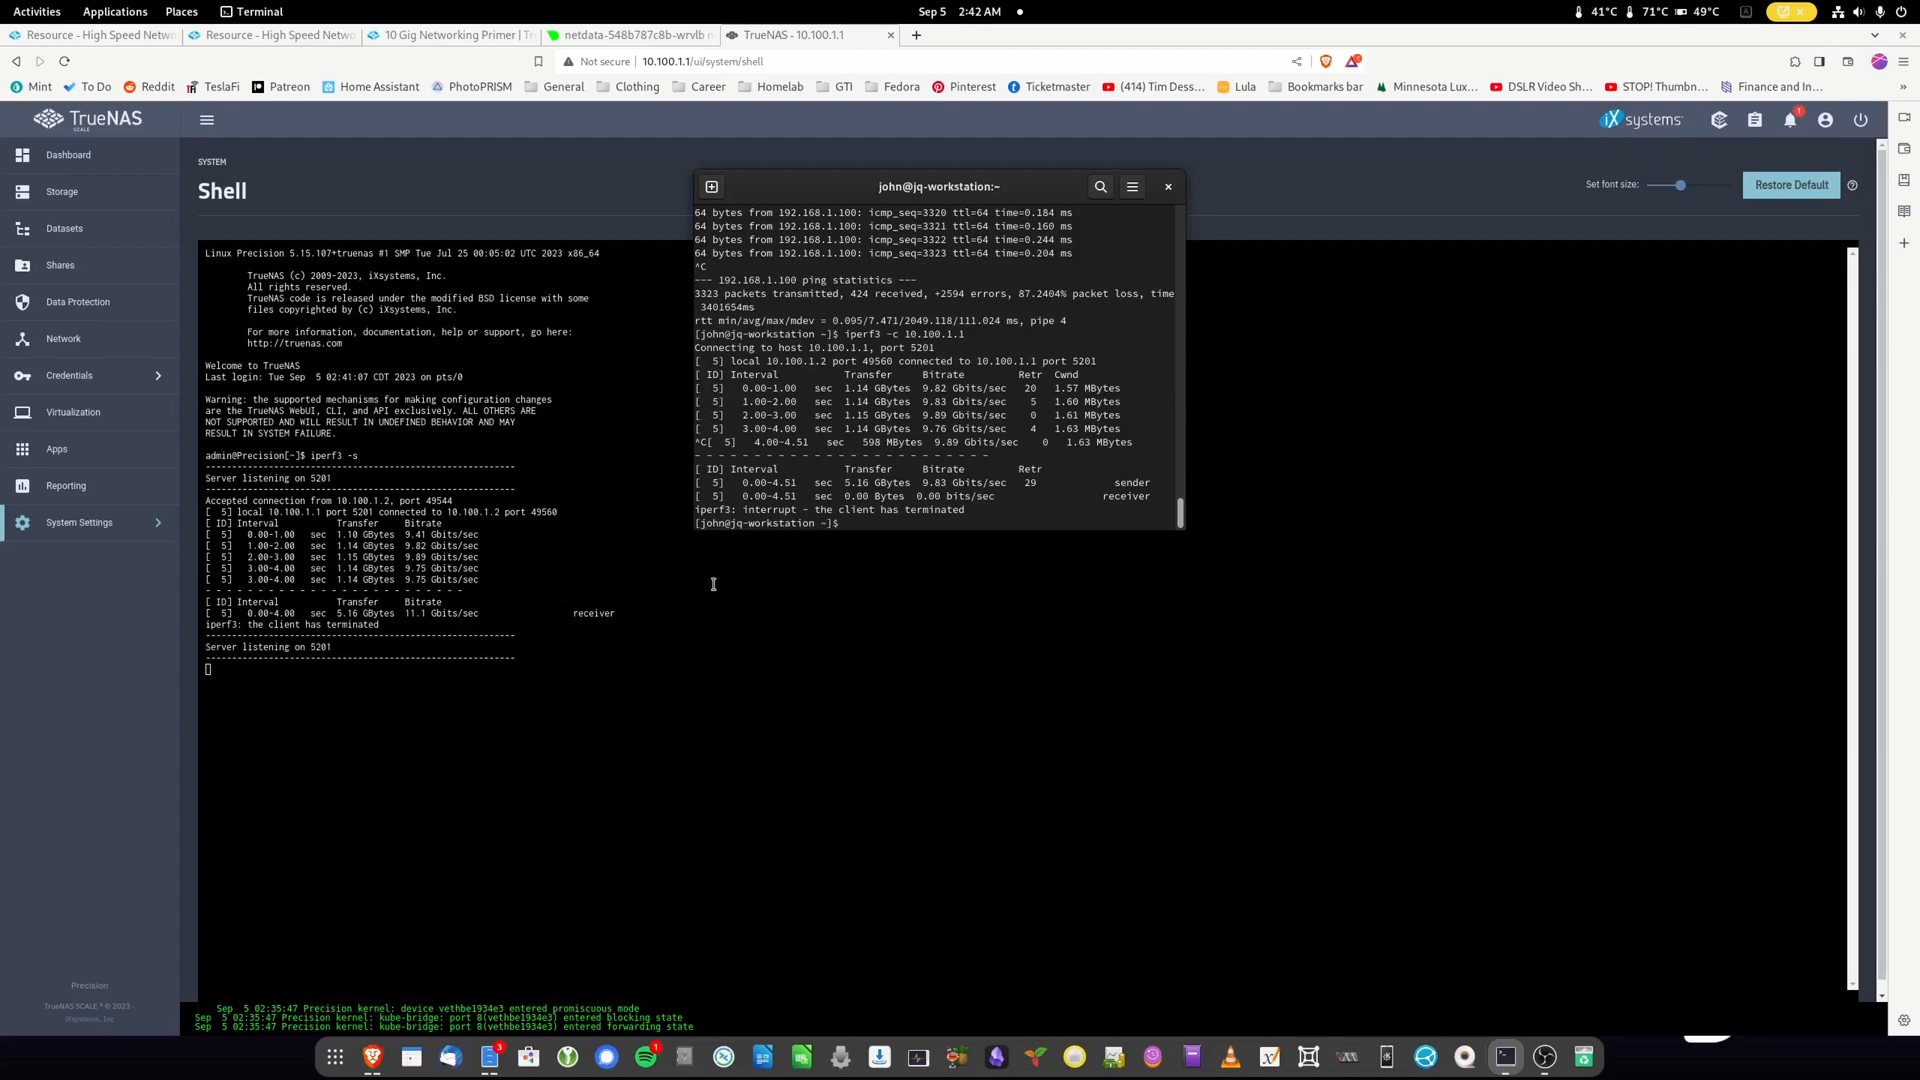 Activities Applications Places Terminal Sep 5 2:42 AM 41°C 71°C 49°C
Resource - High Speed Netwo Resource - High Speed Netwo 10 Gig Networking Primer | Tr netdata-548b787c8b-wrvlb n TrueNAS - 10.100.1.1
Not secure 10.100.1.1/ui/system/shell
Mint To Do Reddit TeslaFi Patreon Home Assistant PhotoPRISM General Clothing Career Homelab GTI Fedora Pinterest Ticketmaster (414) Tim Dess... Lula Bookmarks bar Minnesota Lux... DSLR Video Sh... STOP! Thumbn... Finance and In...
TrueNAS SCALE
iXsystems 1
Dashboard
Storage
Datasets
Shares
Data Protection
Network
Credentials
Virtualization
Apps
Reporting
System Settings
Precision
TrueNAS SCALE ® © 2023 -
iXsystems, Inc
SYSTEM
Shell
Set font size: Restore Default
Linux Precision 5.15.107+truenas #1 SMP Tue Jul 25 00:05:02 UTC 2023 x86_64
TrueNAS (c) 2009-2023, iXsystems, Inc.
All rights reserved.
TrueNAS code is released under the modified BSD license with some
files copyrighted by (c) iXsystems, Inc.
For more information, documentation, help or support, go here:
http://truenas.com
Welcome to TrueNAS
Last login: Tue Sep  5 02:41:07 CDT 2023 on pts/0
Warning: the supported mechanisms for making configuration changes
are the TrueNAS WebUI, CLI, and API exclusively. ALL OTHERS ARE
NOT SUPPORTED AND WILL RESULT IN UNDEFINED BEHAVIOR AND MAY
RESULT IN SYSTEM FAILURE.
admin@Precision[~]$ iperf3 -s
-----------------------------------------------------------
Server listening on 5201
-----------------------------------------------------------
Accepted connection from 10.100.1.2, port 49544
[  5] local 10.100.1.1 port 5201 connected to 10.100.1.2 port 49560
[ ID] Interval           Transfer     Bitrate
[  5]   0.00-1.00   sec  1.10 GBytes  9.41 Gbits/sec
[  5]   1.00-2.00   sec  1.14 GBytes  9.82 Gbits/sec
[  5]   2.00-3.00   sec  1.15 GBytes  9.89 Gbits/sec
[  5]   3.00-4.00   sec  1.14 GBytes  9.75 Gbits/sec
[  5]   3.00-4.00   sec  1.14 GBytes  9.75 Gbits/sec
- - - - - - - - - - - - - - - - - - - - - - - - -
[ ID] Interval           Transfer     Bitrate
[  5]   0.00-4.00   sec  5.16 GBytes  11.1 Gbits/sec                  receiver
iperf3: the client has terminated
-----------------------------------------------------------
Server listening on 5201
-----------------------------------------------------------
john@jq-workstation:~
64 bytes from 192.168.1.100: icmp_seq=3320 ttl=64 time=0.184 ms
64 bytes from 192.168.1.100: icmp_seq=3321 ttl=64 time=0.160 ms
64 bytes from 192.168.1.100: icmp_seq=3322 ttl=64 time=0.244 ms
64 bytes from 192.168.1.100: icmp_seq=3323 ttl=64 time=0.204 ms
^C
--- 192.168.1.100 ping statistics ---
3323 packets transmitted, 424 received, +2594 errors, 87.2404% packet loss, time
3401654ms
rtt min/avg/max/mdev = 0.095/7.471/2049.118/111.024 ms, pipe 4
[john@jq-workstation ~]$ iperf3 -c 10.100.1.1
Connecting to host 10.100.1.1, port 5201
[  5] local 10.100.1.2 port 49560 connected to 10.100.1.1 port 5201
[ ID] Interval           Transfer     Bitrate         Retr  Cwnd
[  5]   0.00-1.00   sec  1.14 GBytes  9.82 Gbits/sec   20   1.57 MBytes
[  5]   1.00-2.00   sec  1.14 GBytes  9.83 Gbits/sec    5   1.60 MBytes
[  5]   2.00-3.00   sec  1.15 GBytes  9.89 Gbits/sec    0   1.61 MBytes
[  5]   3.00-4.00   sec  1.14 GBytes  9.76 Gbits/sec    4   1.63 MBytes
^C[  5]   4.00-4.51   sec   598 MBytes  9.89 Gbits/sec    0   1.63 MBytes
- - - - - - - - - - - - - - - - - - - - - - - - -
[ ID] Interval           Transfer     Bitrate         Retr
[  5]   0.00-4.51   sec  5.16 GBytes  9.83 Gbits/sec   29             sender
[  5]   0.00-4.51   sec  0.00 Bytes  0.00 bits/sec                  receiver
iperf3: interrupt - the client has terminated
[john@jq-workstation ~]$
Sep  5 02:35:47 Precision kernel: device vethbe1934e3 entered promiscuous mode
Sep  5 02:35:47 Precision kernel: kube-bridge: port 8(vethbe1934e3) entered blocking state
Sep  5 02:35:47 Precision kernel: kube-bridge: port 8(vethbe1934e3) entered forwarding state
3 1